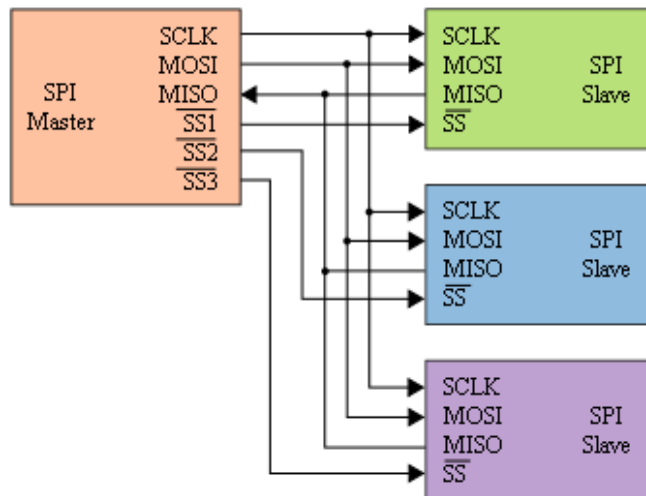 SCLK
MOSI
MISO
SS1
SS2
SS3
SPI
Master
SCLK
MOSI
MISO
SS
SPI
Slave
SCLK
MOSI
MISO
SS
SPI
Slave
SCLK
MOSI
MISO
SS
SPI
Slave